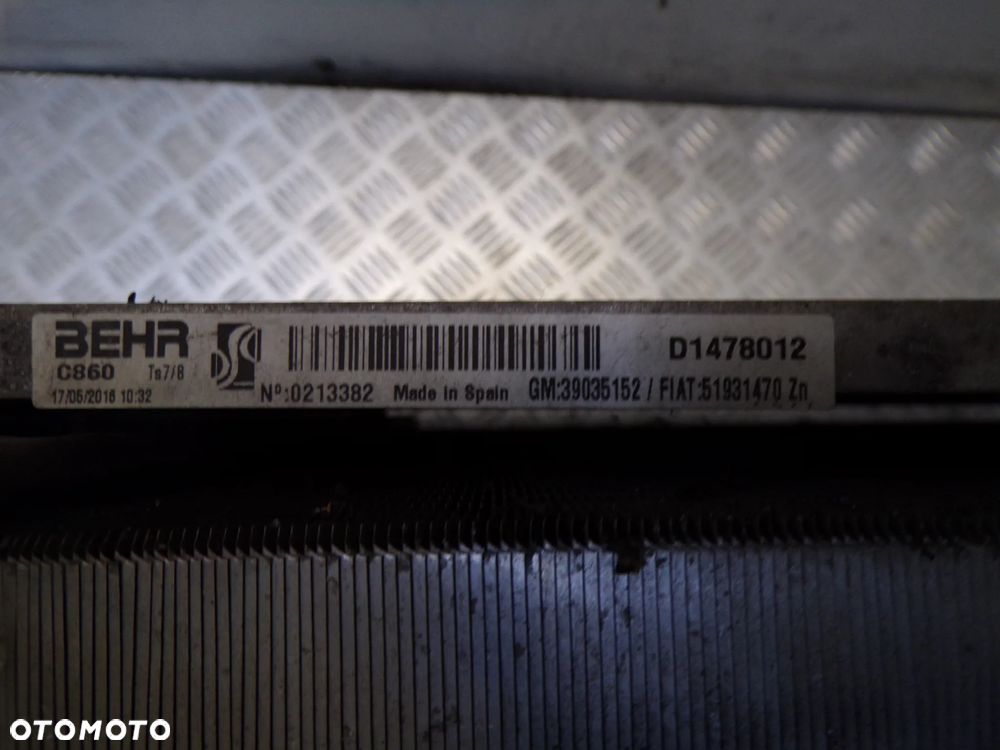 BEHR
C860 Ts7/8
17/05/2016 10:32
Nº:0213382 Made in Spain
D1478012
GM:39035152 / FIAT:51931470 Zn
OTOMOTO